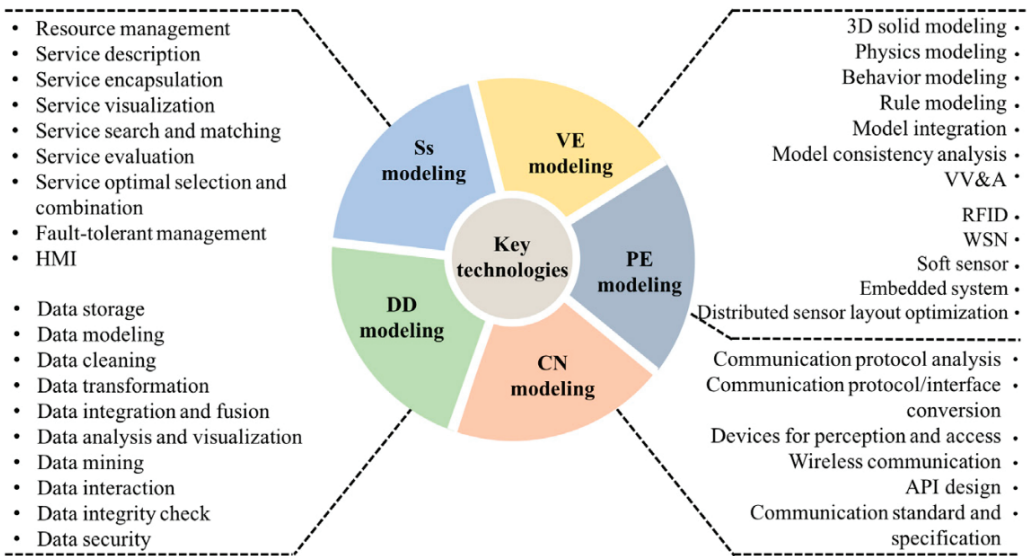 • Resource management
• Service description
• Service encapsulation
• Service visualization
• Service search and matching
• Service evaluation
• Service optimal selection and
combination
• Fault-tolerant management
• HMI
• Data storage
• Data modeling
• Data cleaning
• Data transformation
• Data integration and fusion
• Data analysis and visualization
• Data mining
• Data interaction
• Data integrity check
• Data security
Ss
modeling
VE
modeling
Key
technologies
PE
modeling
DD
modeling
CN
modeling
3D solid modeling •
Physics modeling •
Behavior modeling •
Rule modeling •
Model integration •
Model consistency analysis •
VV&A •
RFID •
WSN •
Soft sensor •
Embedded system •
Distributed sensor layout optimization •
Communication protocol analysis •
Communication protocol/interface •
conversion
Devices for perception and access •
Wireless communication •
API design •
Communication standard and •
specification